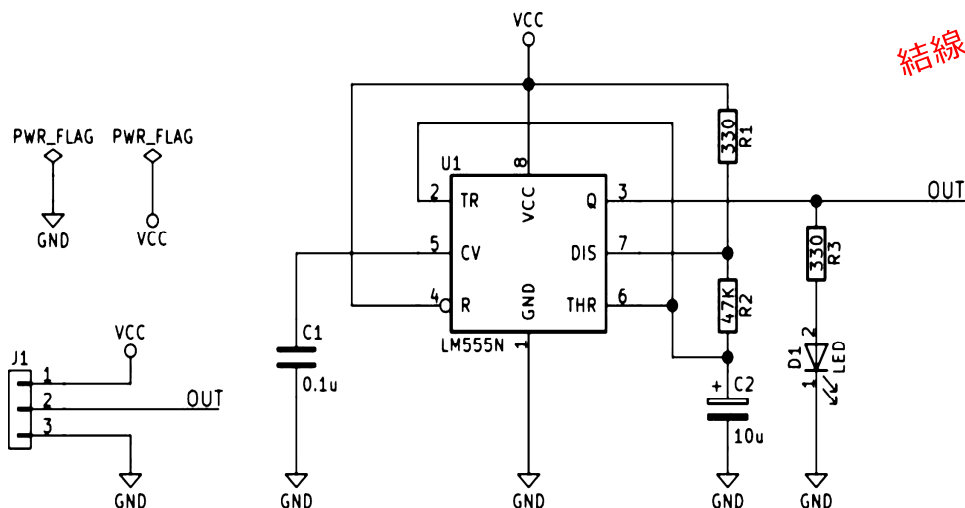 VCC
結線
PWR_FLAG PWR_FLAG
GND VCC
U1
8
330 R1
2 TR VCC Q 3
OUT
5 CV DIS 7
330 R3
4 R GND THR 6
47K R2
LM555N 1
C1
0.1u
2
D1 LED
1
+ C2
10u
VCC
J1
1
2 OUT
3
GND GND GND GND GND